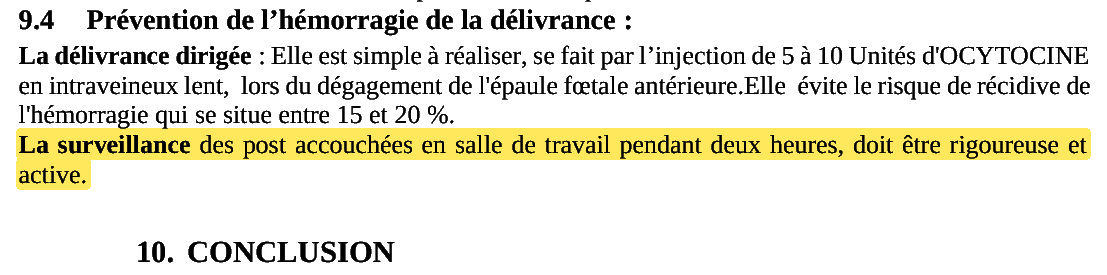 9.4 Prévention de l’hémorragie de la délivrance :
La délivrance dirigée : Elle est simple à réaliser, se fait par l’injection de 5 à 10 Unités d'OCYTOCINE
en intraveineux lent, lors du dégagement de l'épaule fœtale antérieure.Elle évite le risque de récidive de
l'hémorragie qui se situe entre 15 et 20 %.
La surveillance des post accouchées en salle de travail pendant deux heures, doit être rigoureuse et
active.
10. CONCLUSION